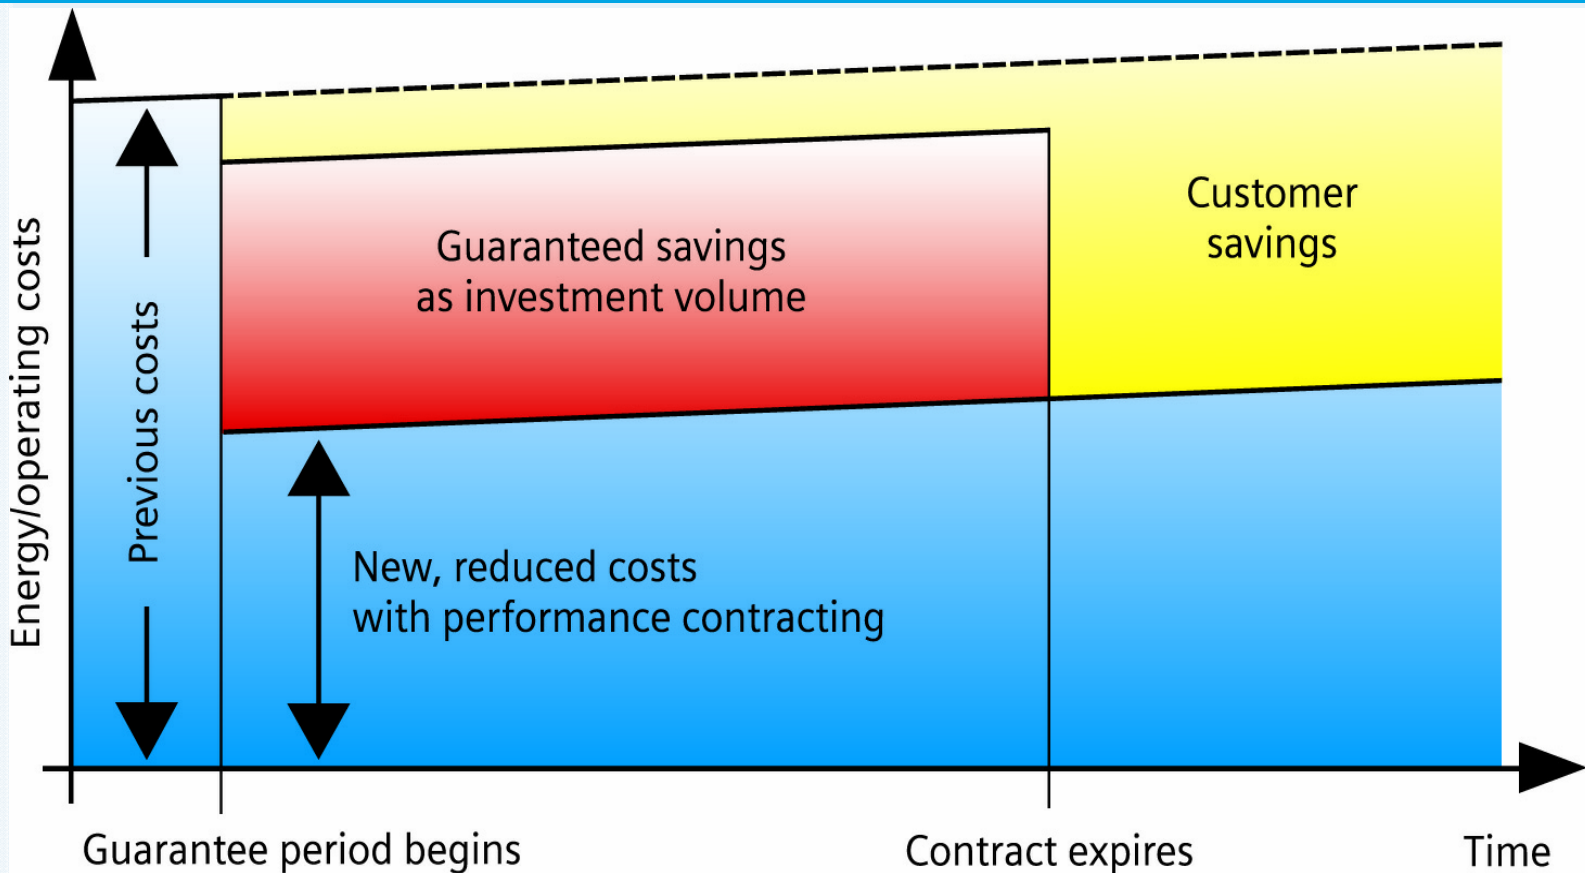 Energy/operating costs
Previous costs
Guaranteed savings
as investment volume
Customer
savings
New, reduced costs
with performance contracting
Guarantee period begins
Contract expires
Time